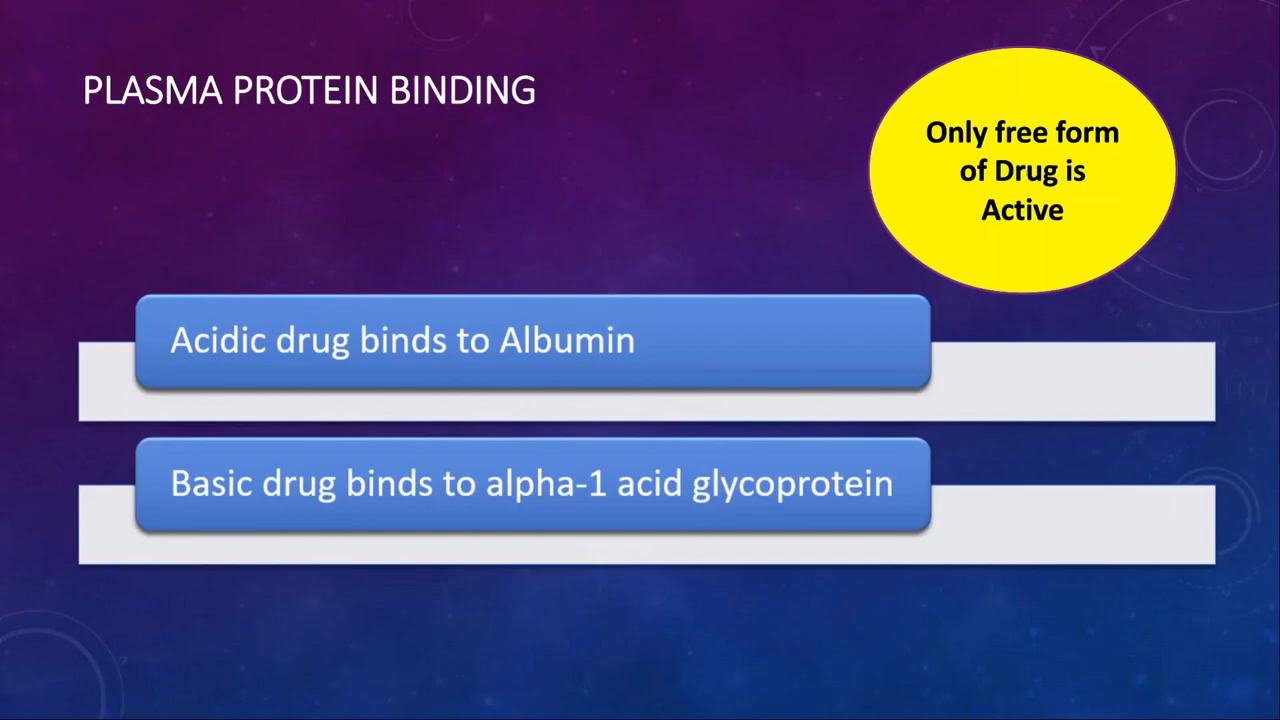 PLASMA PROTEIN BINDING
Only free form
of Drug is
Active
Acidic drug binds to Albumin
Basic drug binds to alpha-1 acid glycoprotein